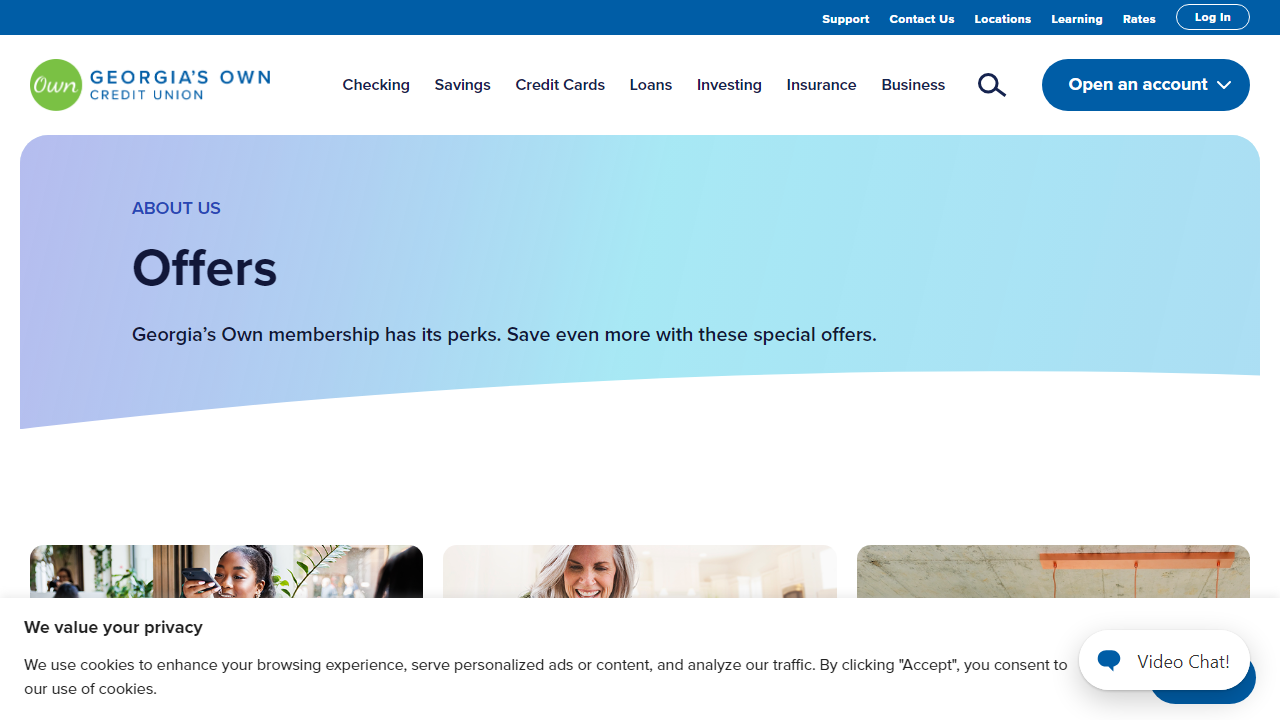 Support Contact Us Locations Learning Rates Log In
Own GEORGIA'S OWN
CREDIT UNION
Checking Savings Credit Cards Loans Investing Insurance Business Open an account
ABOUT US
Offers
Georgia’s Own membership has its perks. Save even more with these special offers.
We value your privacy
We use cookies to enhance your browsing experience, serve personalized ads or content, and analyze our traffic. By clicking "Accept", you consent to
our use of cookies.
Video Chat!